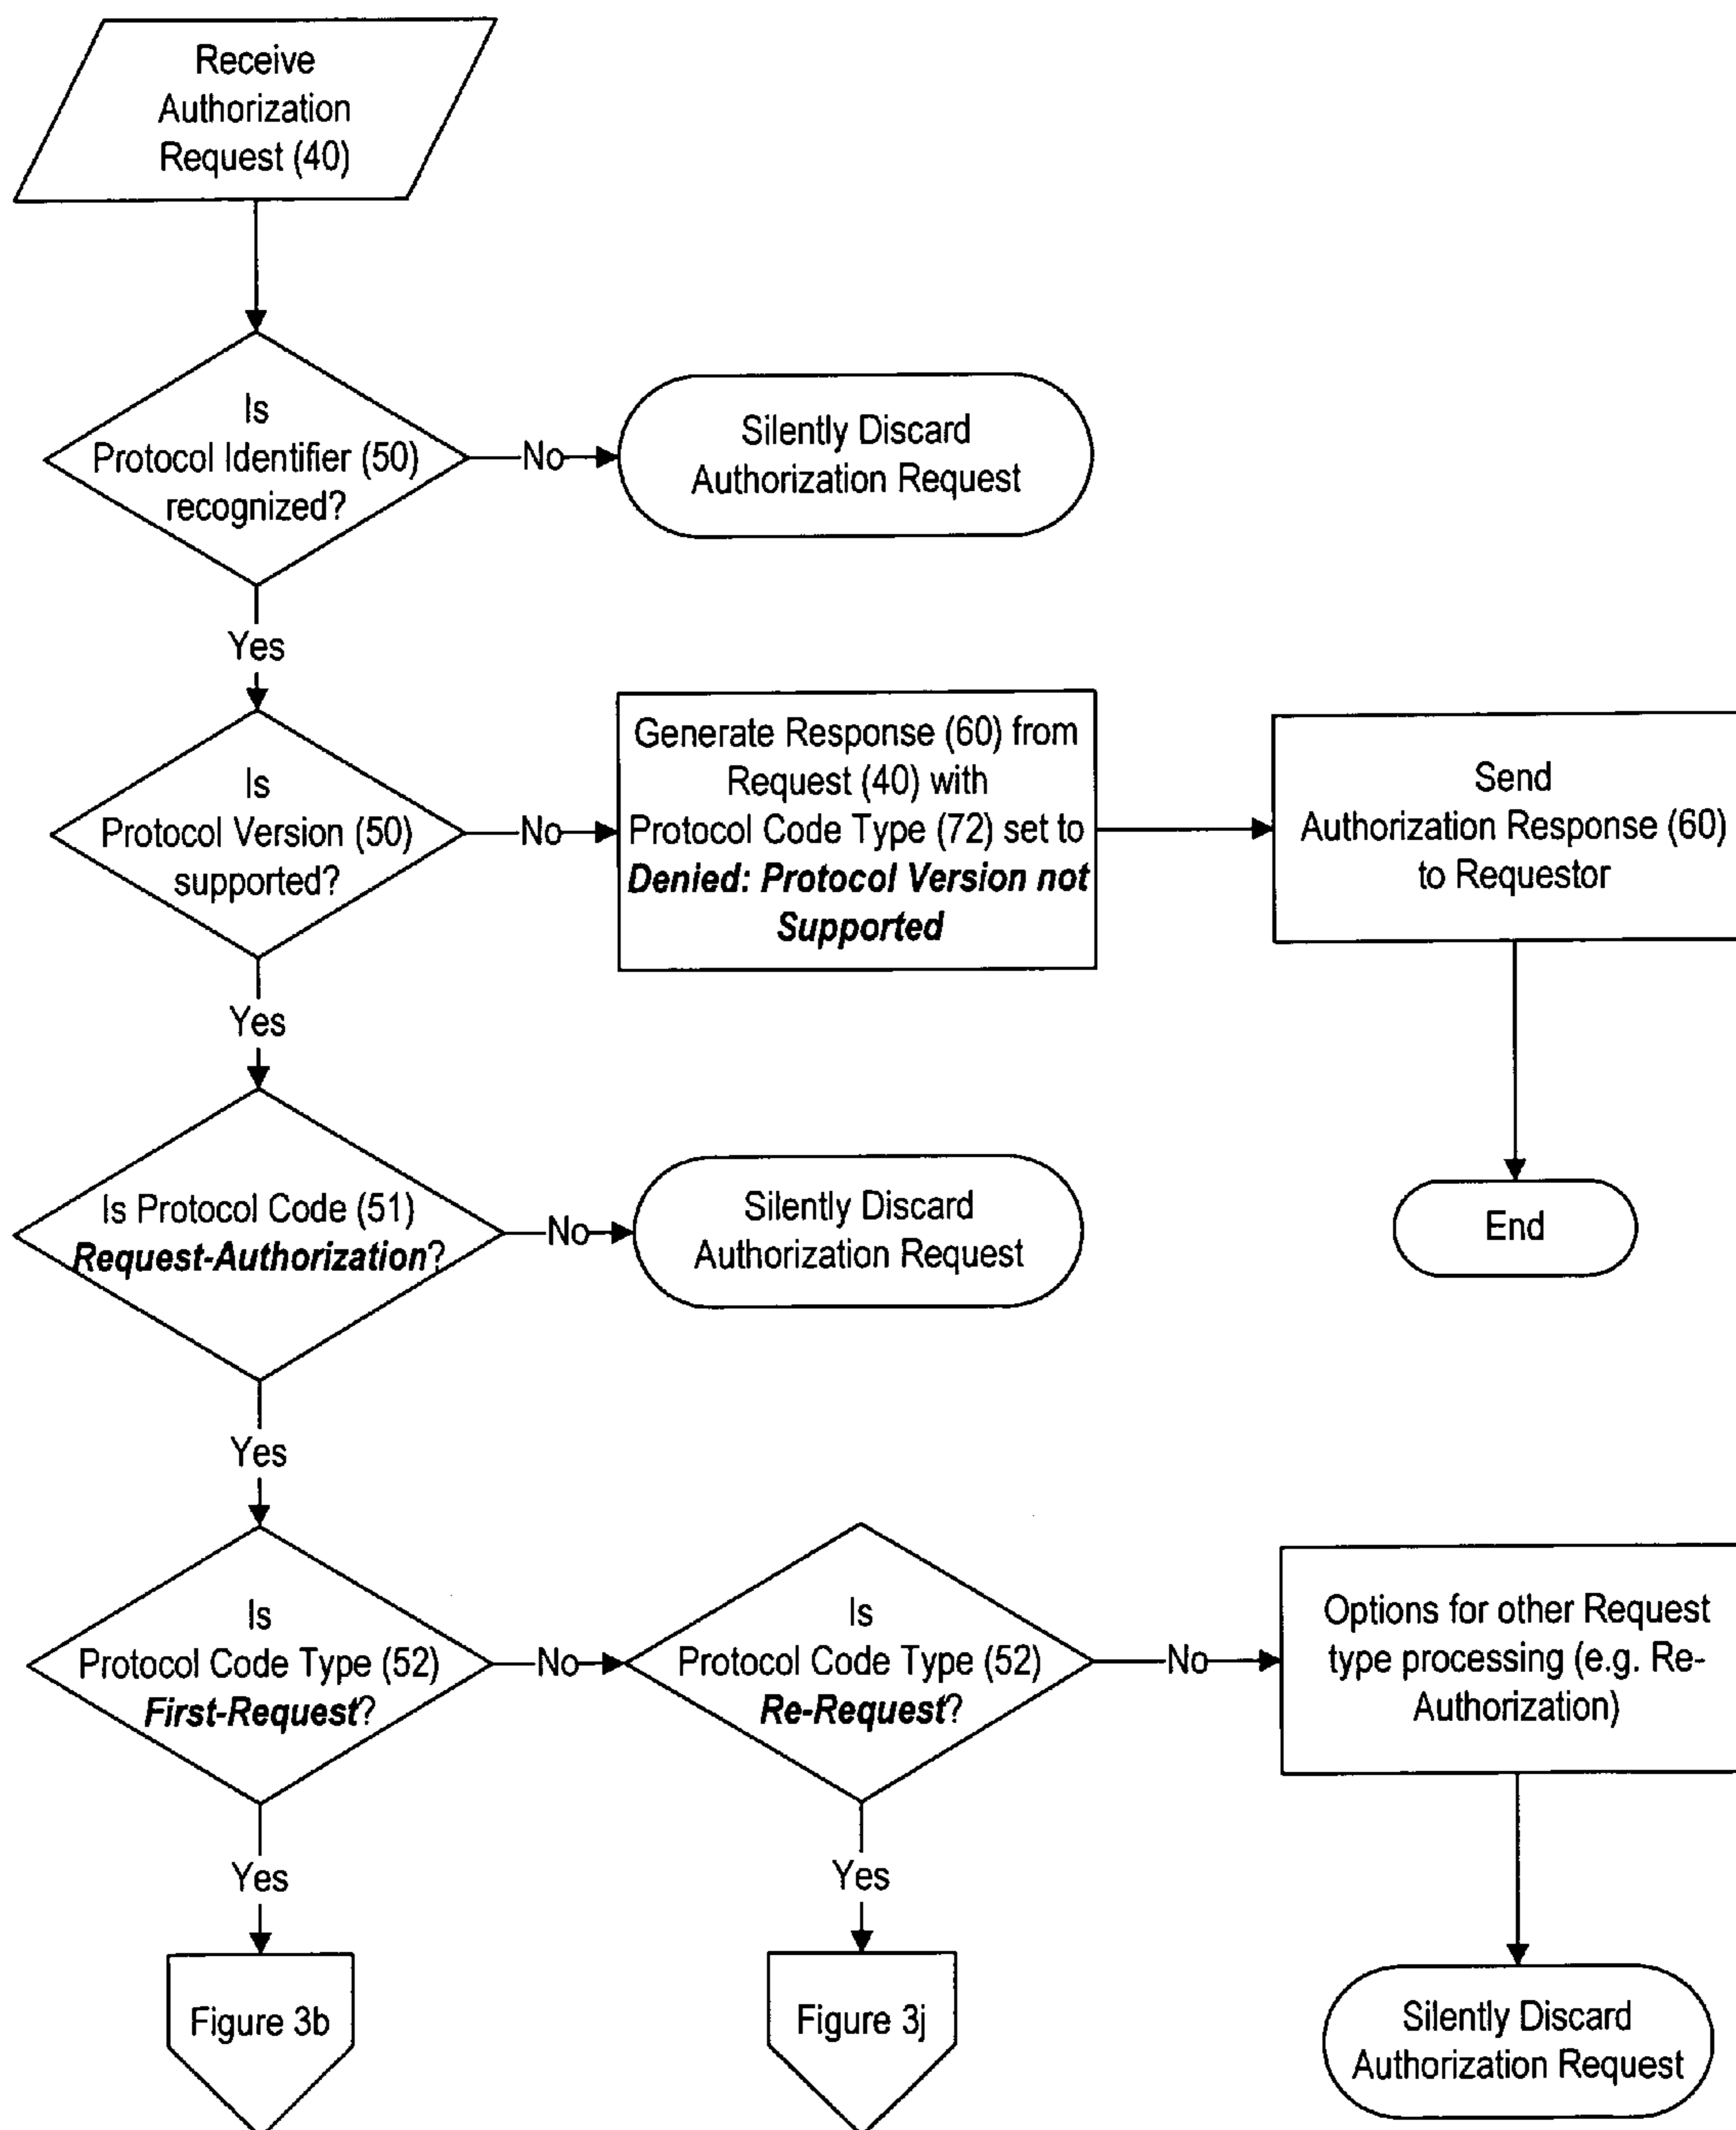 Receive
Authorization
Request (40)
Is
Protocol Identifier (50)
recognized?
No
Silently Discard
Authorization Request
Yes
Is
Protocol Version (50)
supported?
No
Generate Response (60) from
Request (40) with
Protocol Code Type (72) set to
Denied: Protocol Version not
Supported
Send
Authorization Response (60)
to Requestor
Yes
Is Protocol Code (51)
Request-Authorization?
No
Silently Discard
Authorization Request
End
Yes
Is
Protocol Code Type (52)
First-Request?
No
Is
Protocol Code Type (52)
Re-Request?
No
Options for other Request
type processing (e.g. Re-
Authorization)
Yes
Yes
Figure 3b
Figure 3j
Silently Discard
Authorization Request